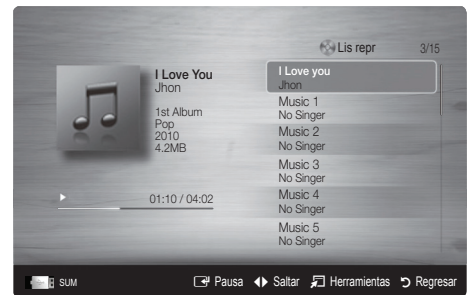 Lis repr 3/15
I Love You
Jhon
1st Album
Pop
2010
4.2MB
01:10 / 04:02
I Love you
Jhon
Music 1
No Singer
Music 2
No Singer
Music 3
No Singer
Music 4
No Singer
Music 5
No Singer
SUM Pausa Saltar Herramientas Regresar